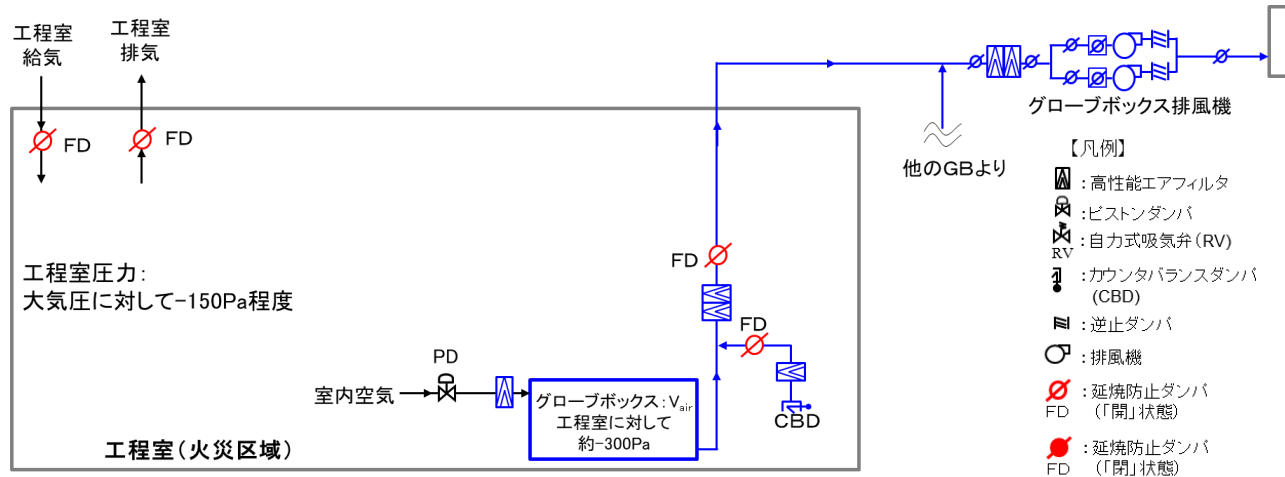 工程室
給気
工程室
排気
FD
FD
グローブボックス排風機
他のGBより
【凡例】
:高性能エアフィルタ
:ピストンダンパ
:自力式吸気弁(RV)
RV
:カウンタバランスダンパ
(CBD)
:逆止ダンパ
:排風機
:延焼防止ダンパ
FD (「開」状態)
:延焼防止ダンパ
FD (「閉」状態)
工程室圧力:
大気圧に対して-150Pa程度
FD
FD
PD
室内空気
グローブボックス:Vair
工程室に対して
約-300Pa
CBD
工程室(火災区域)